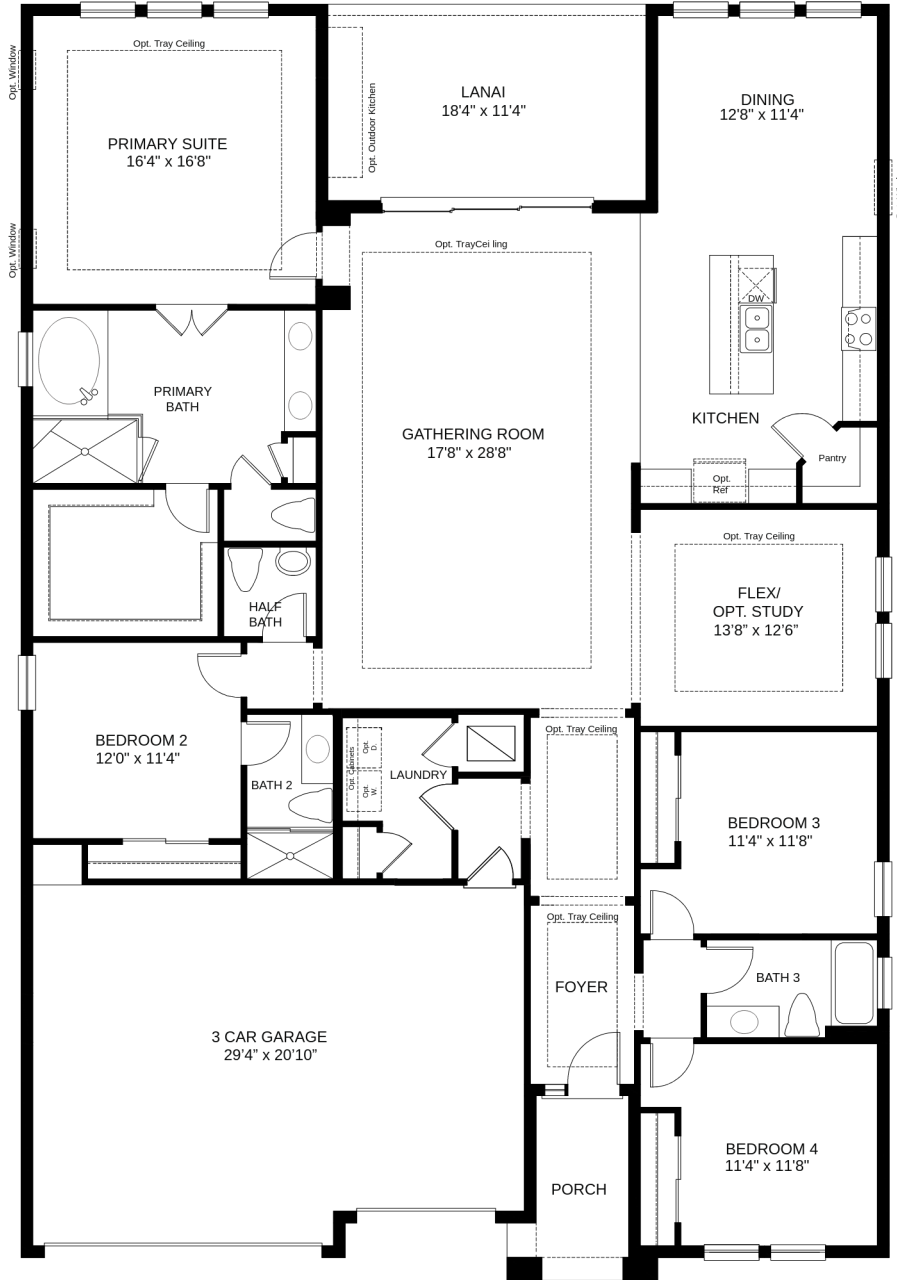 Opt. Tray Ceiling
Opt. Window
PRIMARY SUITE
16'4" x 16'8"
Opt. Window
LANAI
18'4" x 11'4"
Opt. Outdoor Kitchen
DINING
12'8" x 11'4"
Opt. TrayCei ling
DW
PRIMARY
BATH
KITCHEN
GATHERING ROOM
17'8" x 28'8"
Pantry
Opt.
Ref
Opt. Tray Ceiling
FLEX/
OPT. STUDY
13’8” x 12’6”
HALF
BATH
BEDROOM 2
12'0" x 11'4"
Opt. Tray Ceiling
BATH 2
Opt. Cabinets
Opt.
D.
Opt.
W.
LAUNDRY
BEDROOM 3
11'4" x 11'8"
Opt. Tray Ceiling
FOYER
BATH 3
3 CAR GARAGE
29’4” x 20’10”
BEDROOM 4
11'4" x 11'8"
PORCH